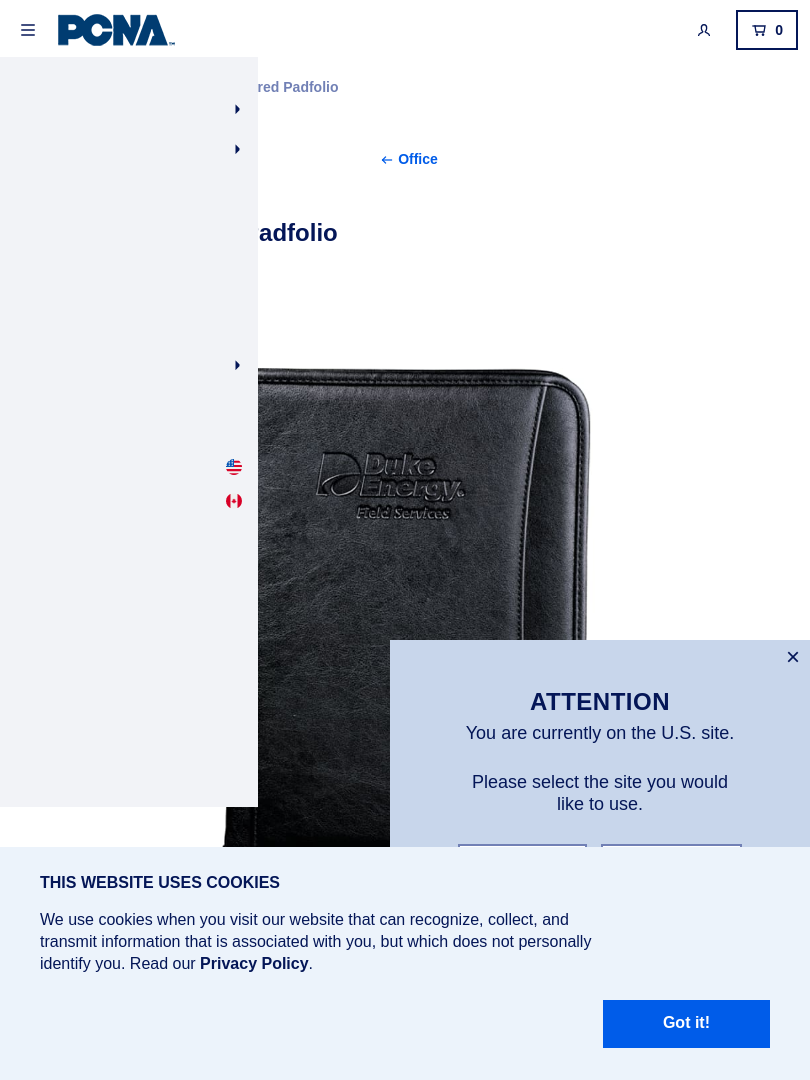 PCNA™
0
red Padfolio
← Office
adfolio
Duke
Energy®
Field Services
ATTENTION
You are currently on the U.S. site.
Please select the site you would
like to use.
THIS WEBSITE USES COOKIES
We use cookies when you visit our website that can recognize, collect, and
transmit information that is associated with you, but which does not personally
identify you. Read our Privacy Policy.
Got it!